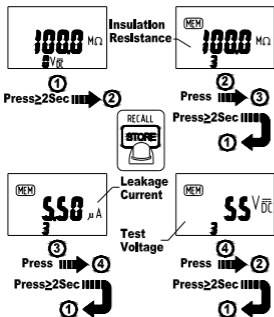 100.0 MΩ
0 V DC
①
Press≥2Sec ②
Insulation
Resistance
MEM
100.0 MΩ
3
②
Press ③
Press≥2Sec
①
RECALL
STORE
MEM
5.50 µA
3
Leakage
Current
③
Press ④
Press≥2Sec
①
MEM
55 V DC
3
Test
Voltage
④
Press ②
Press≥2Sec
①